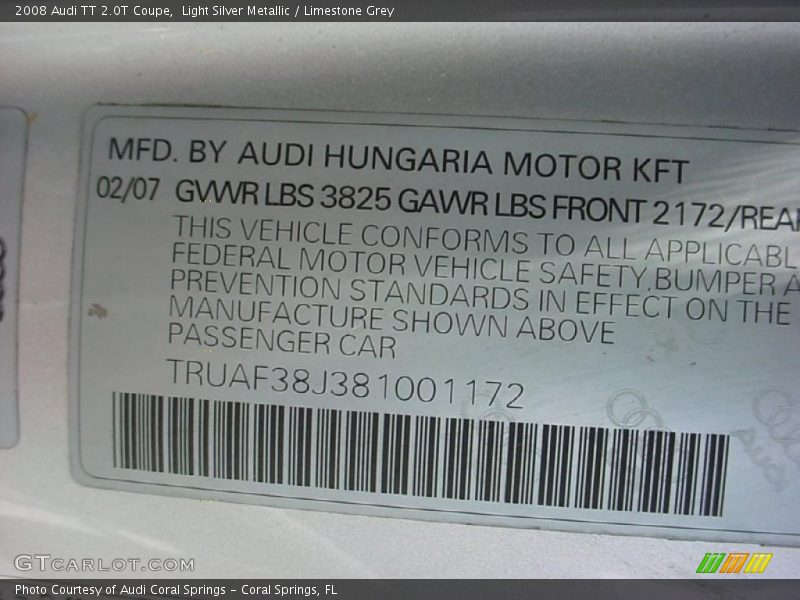 2008 Audi TT 2.0T Coupe,  Light Silver Metallic / Limestone Grey
MFD. BY AUDI HUNGARIA MOTOR KFT
02/07 GVWR LBS 3825 GAWR LBS FRONT 2172/REAR
THIS VEHICLE CONFORMS TO ALL APPLICABL
FEDERAL MOTOR VEHICLE SAFETY,BUMPER A
PREVENTION STANDARDS IN EFFECT ON THE
MANUFACTURE SHOWN ABOVE
PASSENGER CAR
TRUAF38J381001172
Audi
GTCARLOT.COM
Photo Courtesy of Audi Coral Springs - Coral Springs, FL